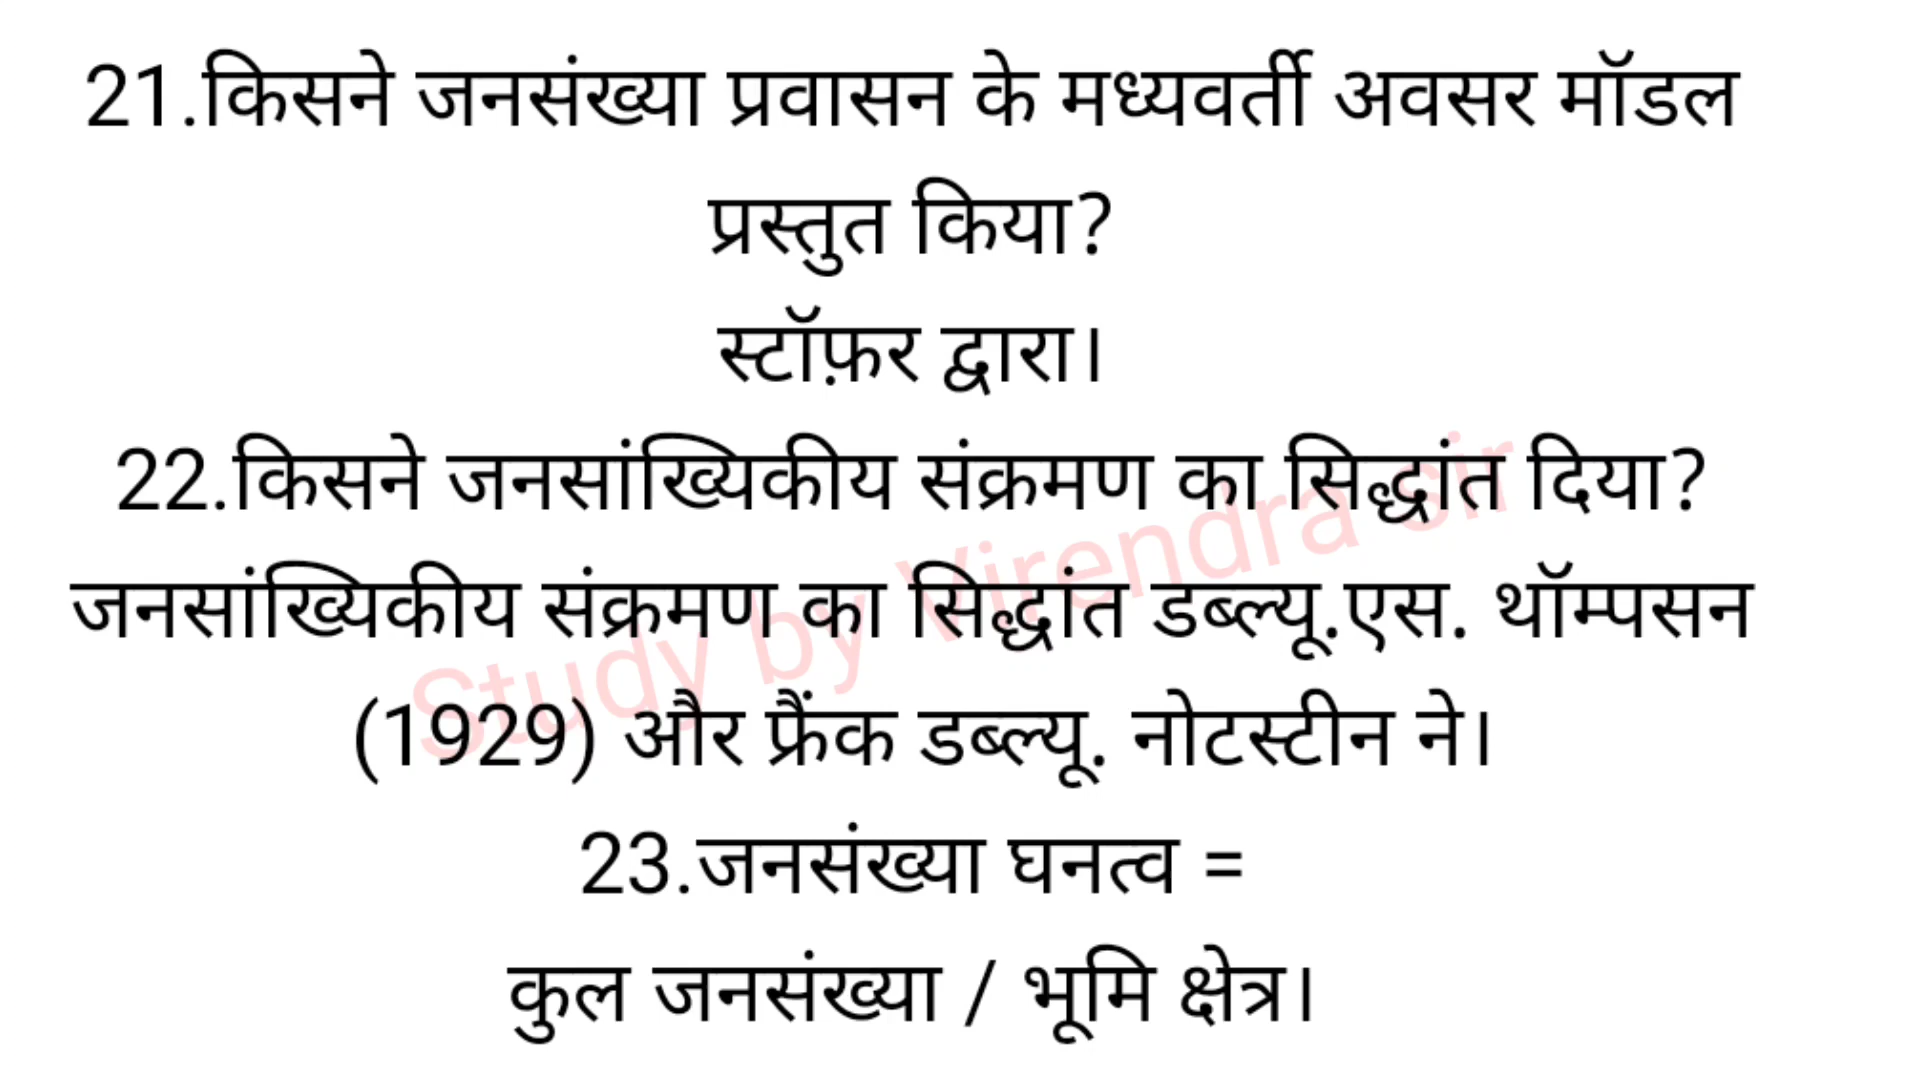 21.किसने जनसंख्या प्रवासन के मध्यवर्ती अवसर मॉडल
प्रस्तुत किया?
स्टॉफ़र द्वारा।
22.किसने जनसांख्यिकीय संक्रमण का सिद्धांत दिया?
जनसांख्यिकीय संक्रमण का सिद्धांत डब्ल्यू.एस. थॉम्पसन
(1929) और फ्रैंक डब्ल्यू. नोटस्टीन ने।
23.जनसंख्या घनत्व =
कुल जनसंख्या / भूमि क्षेत्र।
Study by Virendra sir